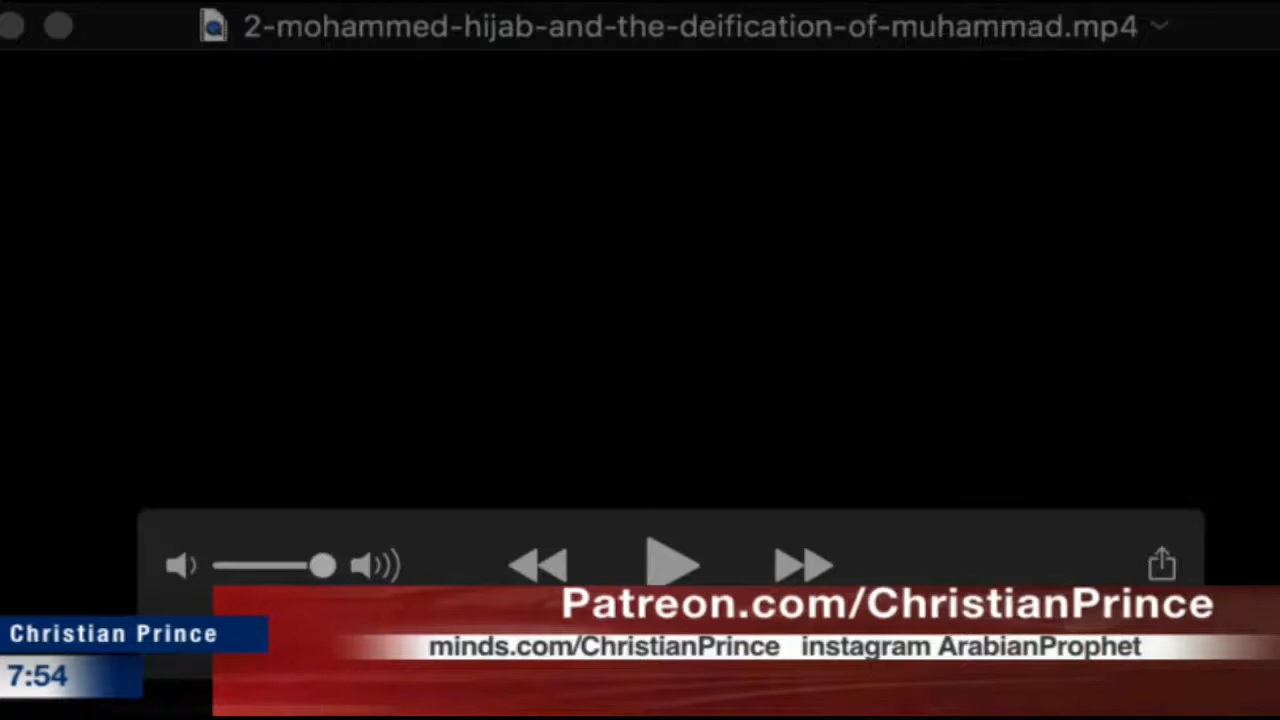 2-mohammed-hijab-and-the-deification-of-muhammad.mp4
Patreon.com/ChristianPrince
Christian Prince
minds.com/ChristianPrince instagram ArabianProphet
7:54